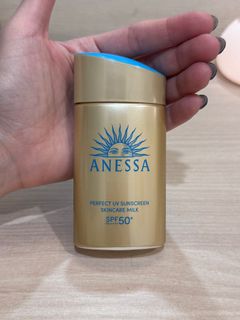 ANESSA
PERFECT UV SUNSCREEN
SKINCARE MILK
SPF50+